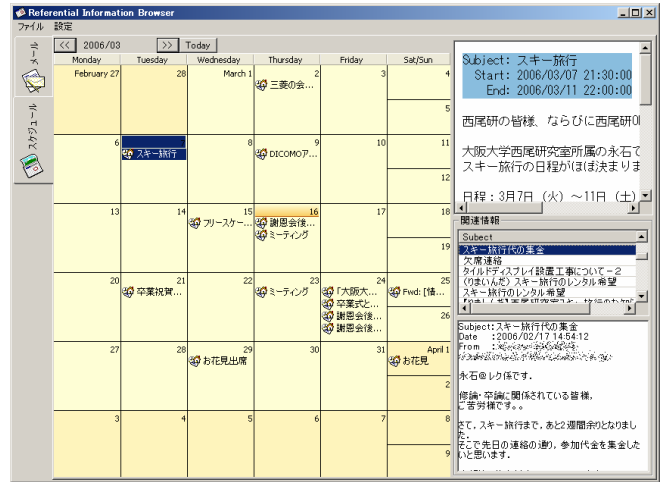 Referential Information Browser
ファイル 設定
メール
スケジュール
<< 2006/03 >> Today
Monday Tuesday Wednesday Thursday Friday Sat/Sun
February 27 28 March 1 2 3 4
三菱の会...
5
6 8 9 10 11
スキー旅行 DICOMOア...
12
13 14 15 16 17 18
フリースケー... 謝恩会後...
ミーティング
19
20 21 22 23 24 25
卒業祝賀... ミーティング 「大阪大... Fwd: [情...
卒業式と...
謝恩会後...
26
27 28 29 30 31 April 1
お花見出席 お花見
2
3 4 5 6 7 8
9
Subject: スキー旅行
Start: 2006/03/07 21:30:00
End: 2006/03/11 22:00:00
西尾研の皆様、ならびに西尾研
大阪大学西尾研究室所属の永石で
スキー旅行の日程がほぼ決まりま
日程：3月7日（火）～11日（土）
関連情報
Subect
スキー旅行代の集金
欠席連絡
タイルドディスプレイ設置工事について－2
(りまいんだ) スキー旅行のレンタル希望
スキー旅行のレンタル希望
Subject:スキー旅行代の集金
Date :2006/02/17 14:54:12
From :
永石＠レク係です．
修論・卒論に関係されている皆様，
ご苦労様です。。
さて，スキー旅行まで，あと2週間余りとなりまし
た．
そこで先日の連絡の通り，参加代金を集金した
いと思います．